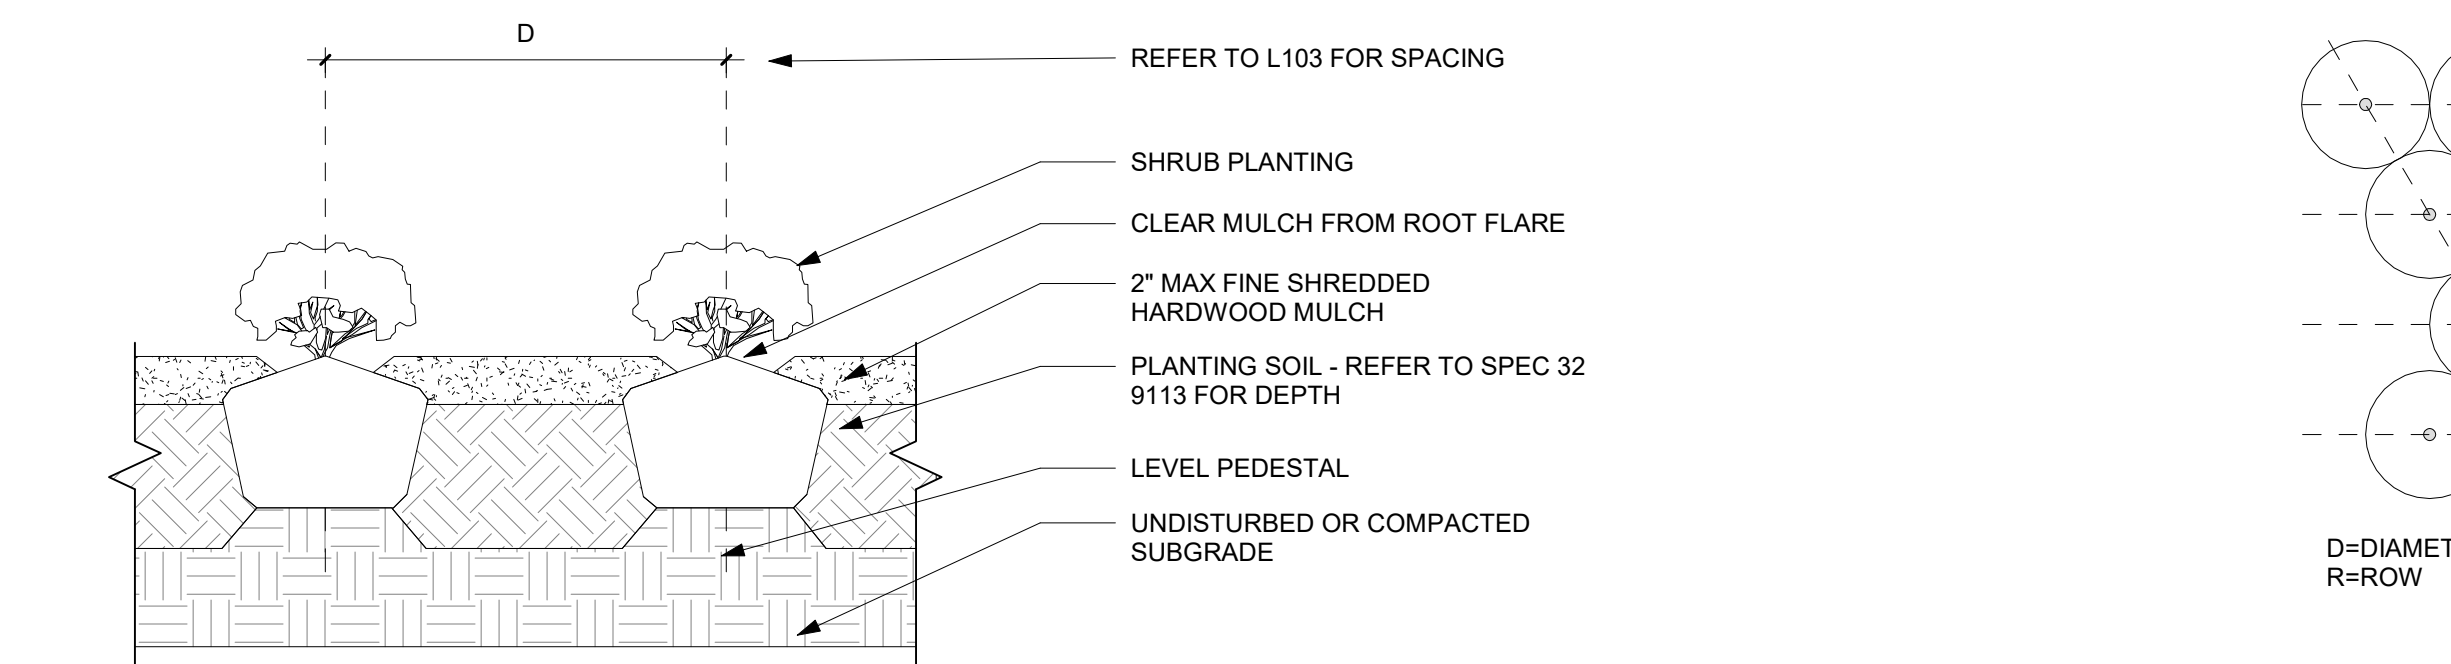 D
REFER TO L103 FOR SPACING
SHRUB PLANTING
CLEAR MULCH FROM ROOT FLARE
2" MAX FINE SHREDDED
HARDWOOD MULCH
PLANTING SOIL - REFER TO SPEC 32
9113 FOR DEPTH
LEVEL PEDESTAL
UNDISTURBED OR COMPACTED
SUBGRADE
D=DIAMET
R=ROW